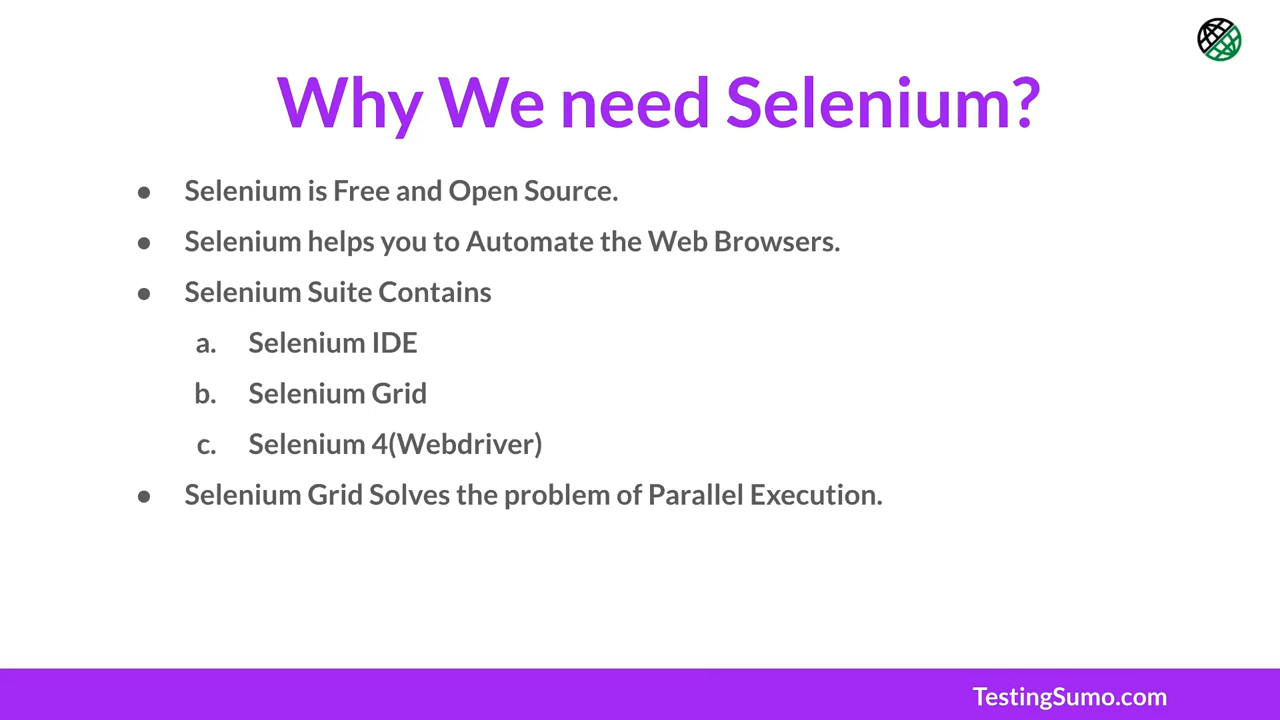 Why We need Selenium?
● Selenium is Free and Open Source.
● Selenium helps you to Automate the Web Browsers.
● Selenium Suite Contains
a. Selenium IDE
b. Selenium Grid
c. Selenium 4(Webdriver)
● Selenium Grid Solves the problem of Parallel Execution.
TestingSumo.com